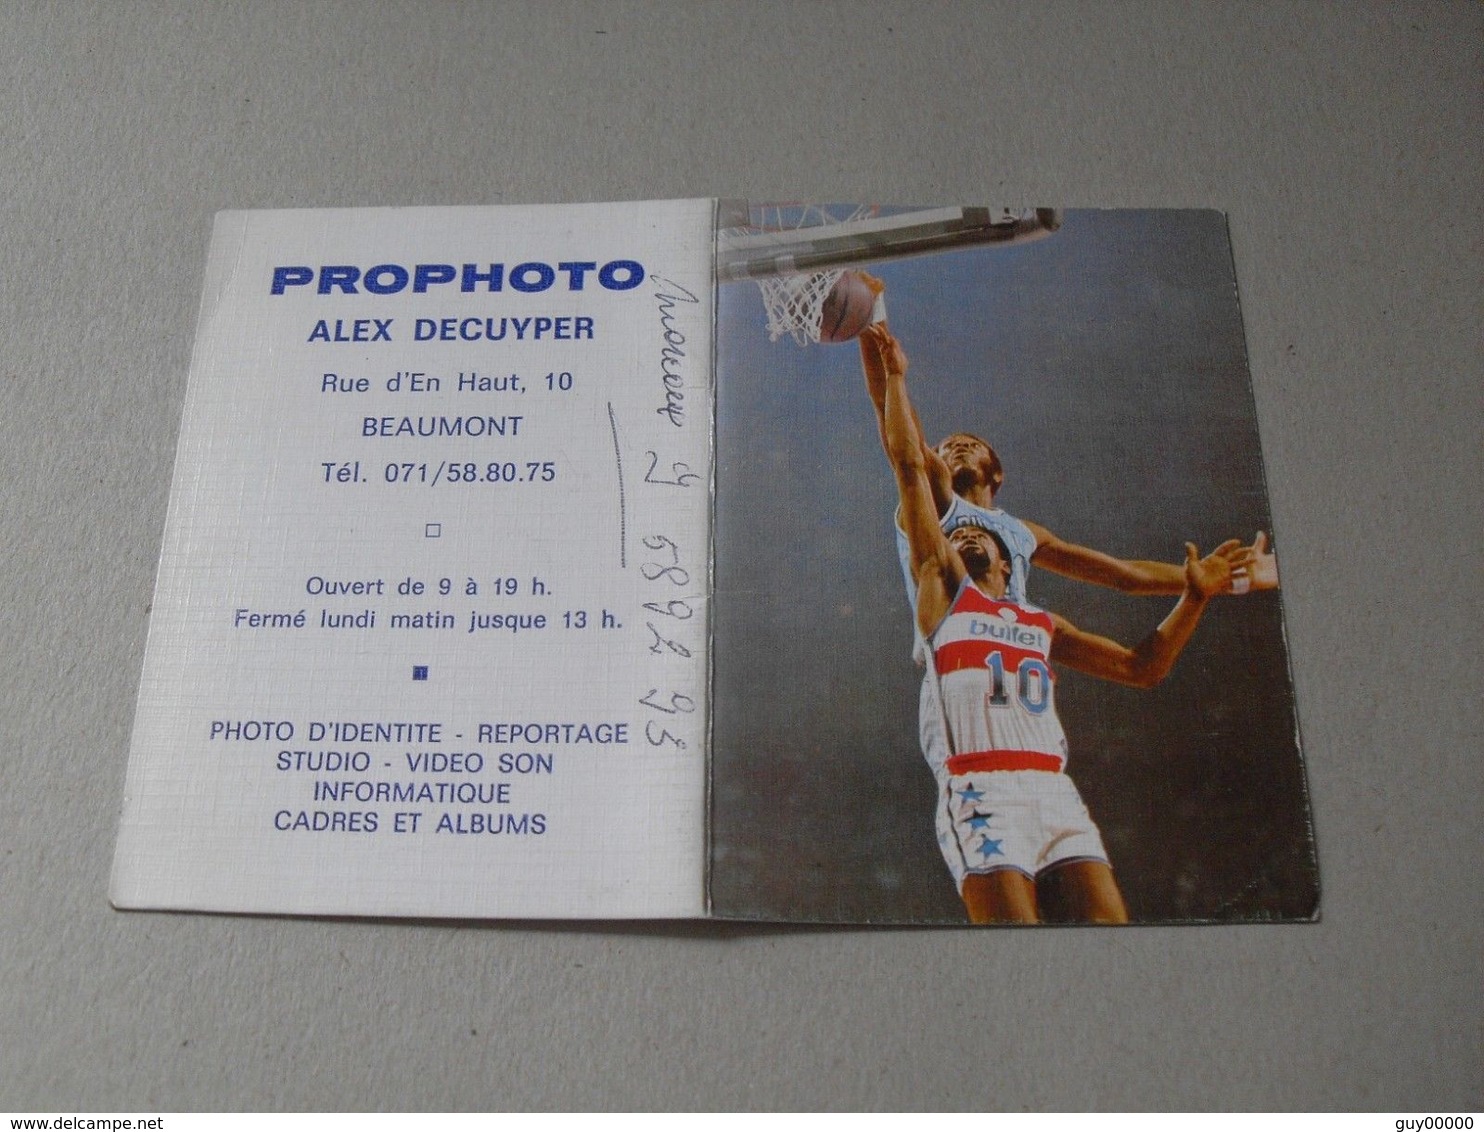 PROPHOTO
ALEX DECUYPER
Rue d'En Haut, 10
BEAUMONT
Tél. 071/58.80.75
Ouvert de 9 à 19 h.
Fermé lundi matin jusque 13 h.
PHOTO D'IDENTITE - REPORTAGE
STUDIO - VIDEO SON
INFORMATIQUE
CADRES ET ALBUMS
589293
bullet
10
delcampe.net
guy00000